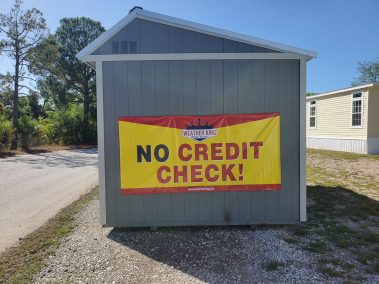 WEATHER KING
NO CREDIT
CHECK!